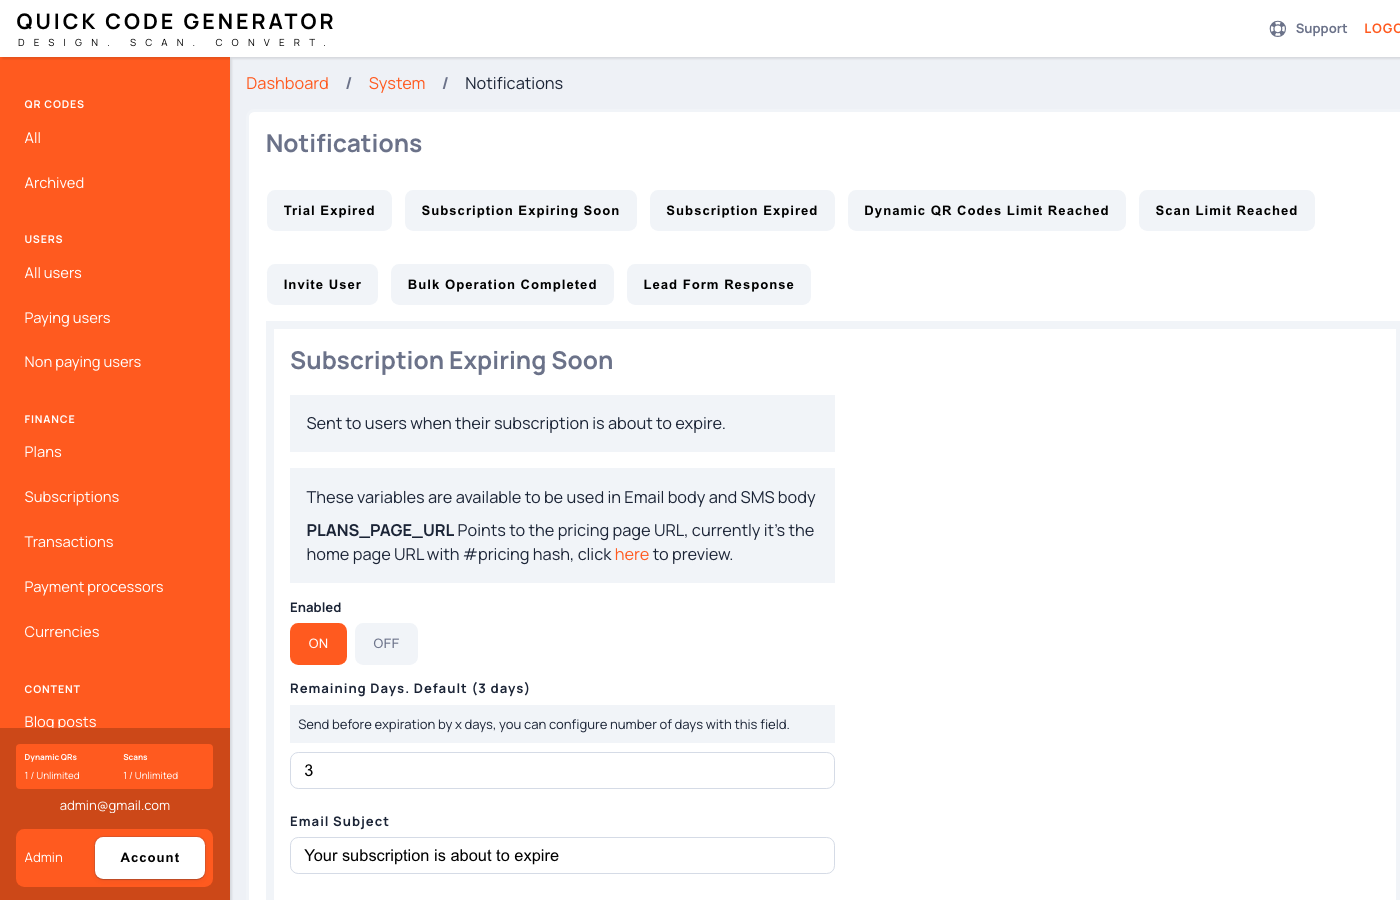 QUICK CODE GENERATOR
DESIGN. SCAN. CONVERT.
Support
Dashboard / System / Notifications
QR CODES
All
Archived
USERS
All users
Paying users
Non paying users
FINANCE
Plans
Subscriptions
Transactions
Payment processors
Currencies
CONTENT
Blog posts
Dynamic QRs Scans
1 / Unlimited 1 / Unlimited
admin@gmail.com
Admin Account
Notifications
Trial Expired Subscription Expiring Soon Subscription Expired Dynamic QR Codes Limit Reached Scan Limit Reached
Invite User Bulk Operation Completed Lead Form Response
Subscription Expiring Soon
Sent to users when their subscription is about to expire.
These variables are available to be used in Email body and SMS body
PLANS_PAGE_URL Points to the pricing page URL, currently it's the
home page URL with #pricing hash, click here to preview.
Enabled
ON OFF
Remaining Days. Default (3 days)
Send before expiration by x days, you can configure number of days with this field.
3
Email Subject
Your subscription is about to expire